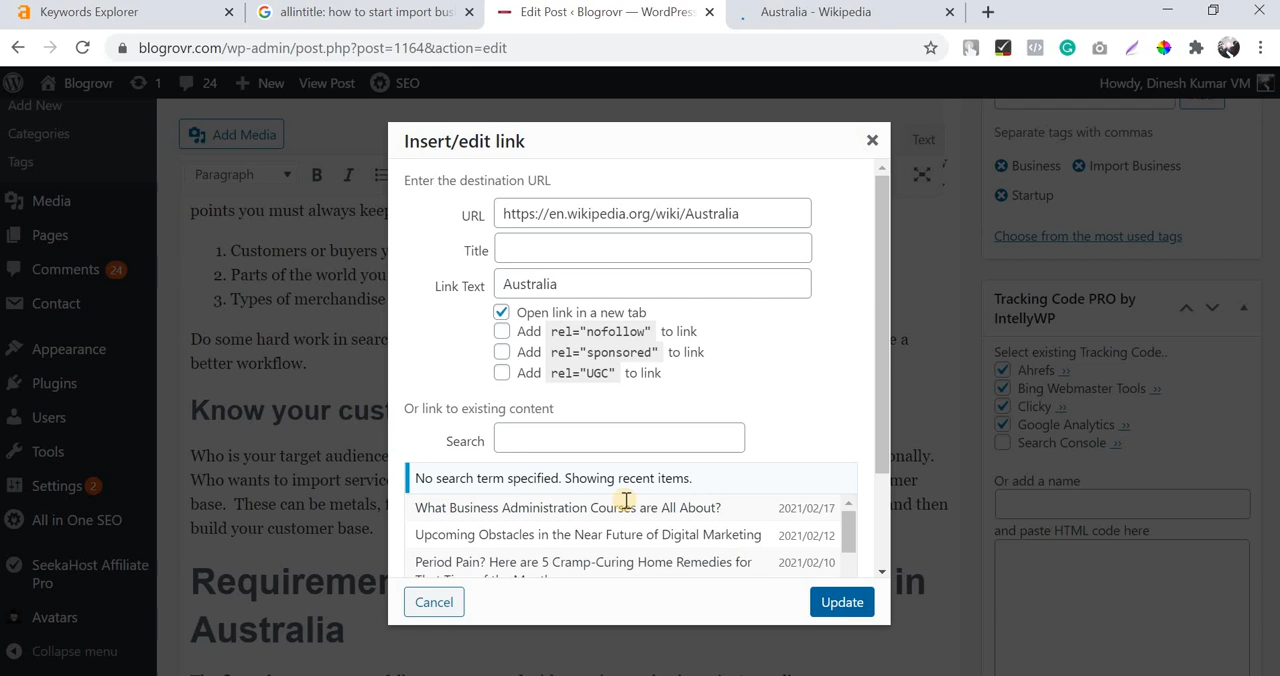 Keywords Explorer
allintitle: how to start import bus
Edit Post ‹ Blogrovr — WordPress
Australia - Wikipedia
blogrovr.com/wp-admin/post.php?post=1164&action=edit
Blogrovr 1 24 New View Post SEO
Howdy, Dinesh Kumar VM
Add New
Categories
Tags
Media
Pages
Comments 24
Contact
Appearance
Plugins
Users
Tools
Settings 2
All in One SEO
SeekaHost Affiliate
Pro
Avatars
Collapse menu
Add Media
Text
Paragraph
B I
points you must always keep
1. Customers or buyers y
2. Parts of the world you
3. Types of merchandise
Do some hard work in searc
e a
better workflow.
Know your cus
Who is your target audience
onally.
Who wants to import service
mer
base. These can be metals, f
nd then
build your customer base.
Requiremen
in
Australia
Insert/edit link
Enter the destination URL
URL https://en.wikipedia.org/wiki/Australia
Title
Link Text Australia
Open link in a new tab
Add rel="nofollow" to link
Add rel="sponsored" to link
Add rel="UGC" to link
Or link to existing content
Search
No search term specified. Showing recent items.
What Business Administration Courses are All About? 2021/02/17
Upcoming Obstacles in the Near Future of Digital Marketing 2021/02/12
Period Pain? Here are 5 Cramp-Curing Home Remedies for 2021/02/10
Cancel
Update
Separate tags with commas
Business Import Business
Startup
Choose from the most used tags
Tracking Code PRO by
IntellyWP
Select existing Tracking Code..
Ahrefs »
Bing Webmaster Tools »
Clicky »
Google Analytics »
Search Console »
Or add a name
and paste HTML code here